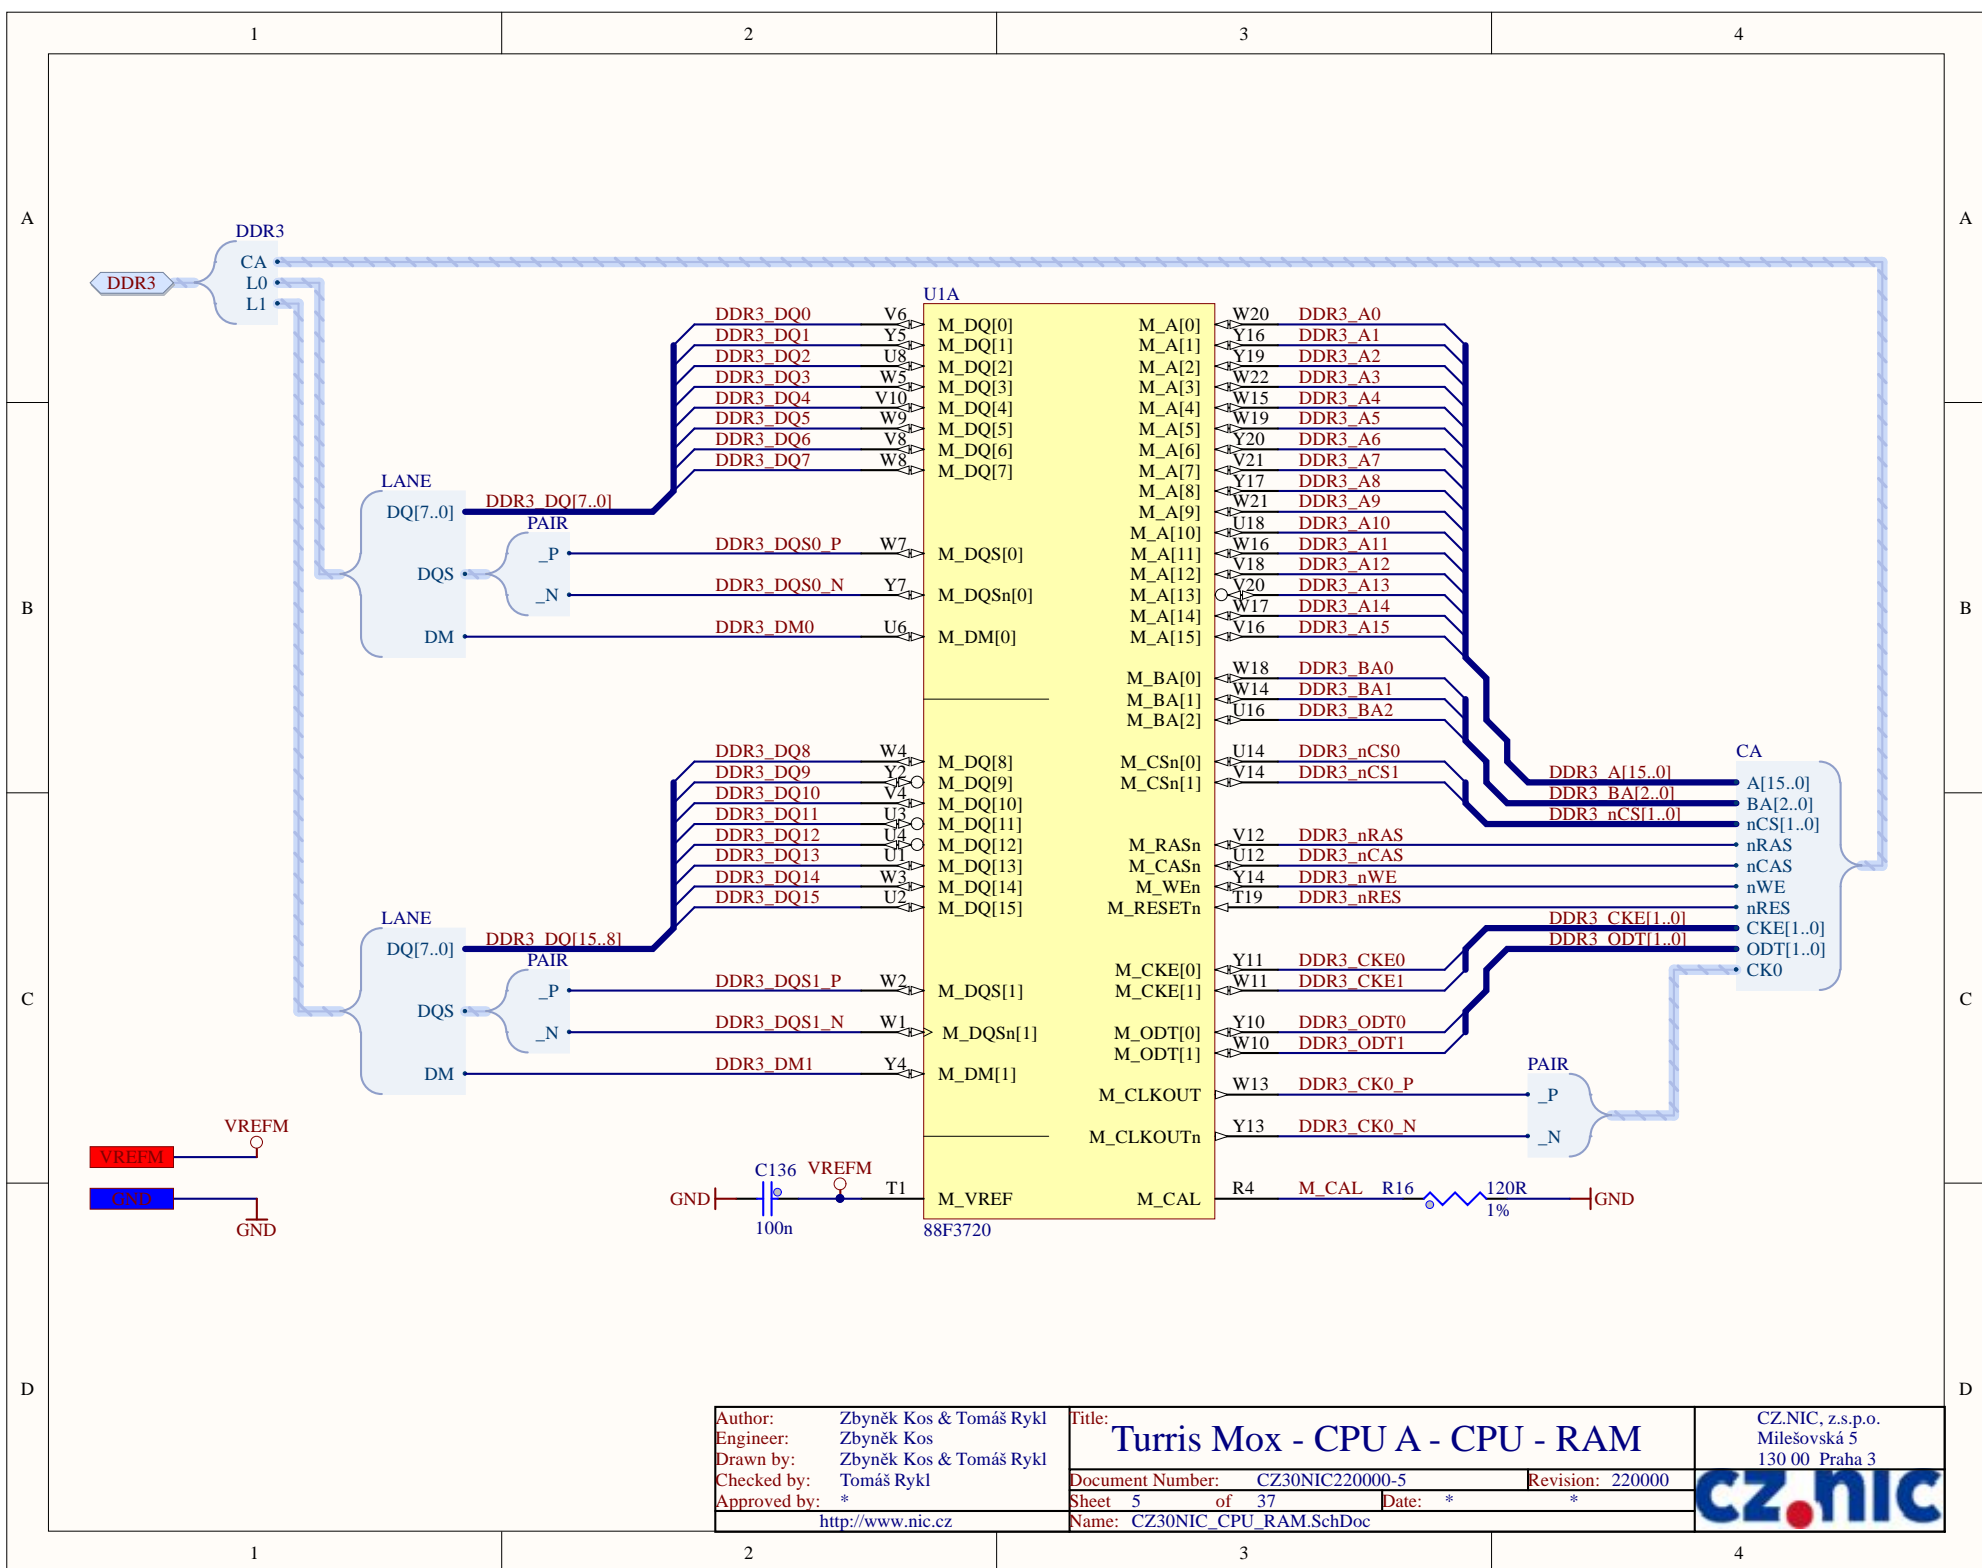 1 2 3 4
A A
B B
C C
D D
DDR3
DDR3
CA
L0
L1
LANE
DQ[7..0]
DQS
DM
DDR3_DQ[7..0]
PAIR
_P
_N
DDR3_DQ0 V6
DDR3_DQ1 Y5
DDR3_DQ2 U8
DDR3_DQ3 W5
DDR3_DQ4 V10
DDR3_DQ5 W9
DDR3_DQ6 V8
DDR3_DQ7 W8
DDR3_DQS0_P W7
DDR3_DQS0_N Y7
DDR3_DM0 U6
LANE
DQ[7..0]
DQS
DM
DDR3_DQ[15..8]
PAIR
_P
_N
DDR3_DQ8 W4
DDR3_DQ9 Y2
DDR3_DQ10 V4
DDR3_DQ11 U3
DDR3_DQ12 U4
DDR3_DQ13 U1
DDR3_DQ14 W3
DDR3_DQ15 U2
DDR3_DQS1_P W2
DDR3_DQS1_N W1
DDR3_DM1 Y4
VREFM
VREFM
GND
GND
GND
C136
100n
VREFM
T1
U1A
M_DQ[0]
M_DQ[1]
M_DQ[2]
M_DQ[3]
M_DQ[4]
M_DQ[5]
M_DQ[6]
M_DQ[7]
M_DQS[0]
M_DQSn[0]
M_DM[0]
M_DQ[8]
M_DQ[9]
M_DQ[10]
M_DQ[11]
M_DQ[12]
M_DQ[13]
M_DQ[14]
M_DQ[15]
M_DQS[1]
M_DQSn[1]
M_DM[1]
M_VREF
88F3720
M_A[0] W20 DDR3_A0
M_A[1] Y16 DDR3_A1
M_A[2] Y19 DDR3_A2
M_A[3] W22 DDR3_A3
M_A[4] W15 DDR3_A4
M_A[5] W19 DDR3_A5
M_A[6] Y20 DDR3_A6
M_A[7] V21 DDR3_A7
M_A[8] Y17 DDR3_A8
M_A[9] W21 DDR3_A9
M_A[10] U18 DDR3_A10
M_A[11] W16 DDR3_A11
M_A[12] V18 DDR3_A12
M_A[13] V20 DDR3_A13
M_A[14] W17 DDR3_A14
M_A[15] V16 DDR3_A15
M_BA[0] W18 DDR3_BA0
M_BA[1] W14 DDR3_BA1
M_BA[2] U16 DDR3_BA2
M_CSn[0] U14 DDR3_nCS0
M_CSn[1] V14 DDR3_nCS1
M_RASn V12 DDR3_nRAS
M_CASn U12 DDR3_nCAS
M_WEn Y14 DDR3_nWE
M_RESETn T19 DDR3_nRES
M_CKE[0] Y11 DDR3_CKE0
M_CKE[1] W11 DDR3_CKE1
M_ODT[0] Y10 DDR3_ODT0
M_ODT[1] W10 DDR3_ODT1
M_CLKOUT W13 DDR3_CK0_P
M_CLKOUTn Y13 DDR3_CK0_N
M_CAL R4 M_CAL R16 120R
1%
GND
PAIR
_P
_N
CA
DDR3_A[15..0] A[15..0]
DDR3_BA[2..0] BA[2..0]
DDR3_nCS[1..0] nCS[1..0]
nRAS
nCAS
nWE
nRES
DDR3_CKE[1..0] CKE[1..0]
DDR3_ODT[1..0] ODT[1..0]
CK0
Author: Zbyněk Kos & Tomáš Rykl
Engineer: Zbyněk Kos
Drawn by: Zbyněk Kos & Tomáš Rykl
Checked by: Tomáš Rykl
Approved by: *
http://www.nic.cz
Title: Turris Mox - CPU A - CPU - RAM
Document Number: CZ30NIC220000-5 Revision: 220000
Sheet 5 of 37 Date: * *
Name: CZ30NIC_CPU_RAM.SchDoc
CZ.NIC, z.s.p.o.
Milešovská 5
130 00 Praha 3
cz.nic
1 2 3 4